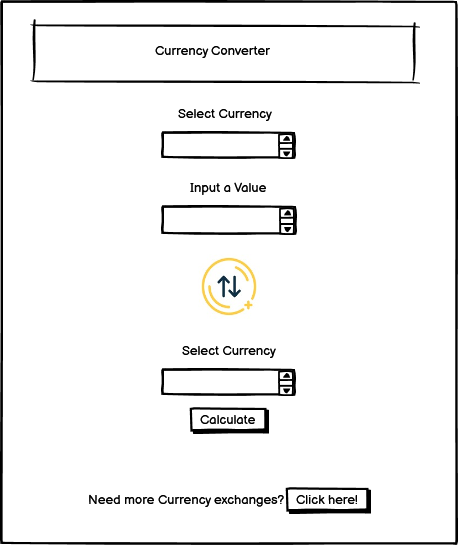 Currency Converter
Select Currency
Input a Value
Select Currency
Calculate
Need more Currency exchanges? Click here!